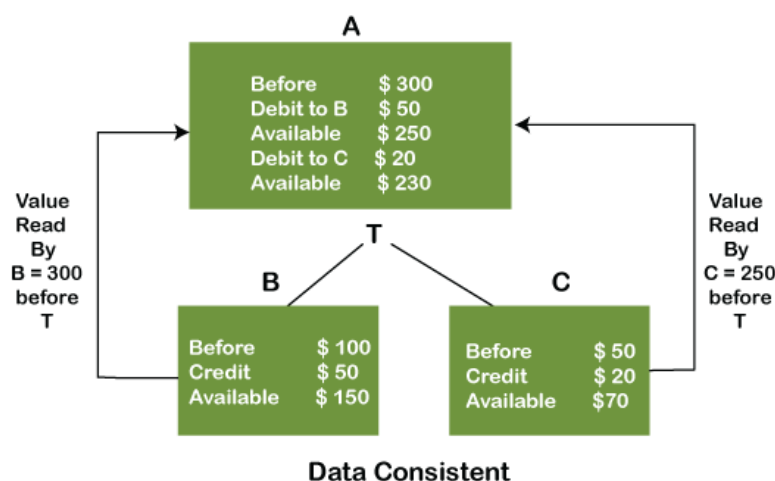 A
Before $ 300
Debit to B $ 50
Available $ 250
Debit to C $ 20
Available $ 230
Value
Read
By
B = 300
before
T
T
Value
Read
By
C = 250
before
T
B
Before $ 100
Credit $ 50
Available $ 150
C
Before $ 50
Credit $ 20
Available $70
Data Consistent